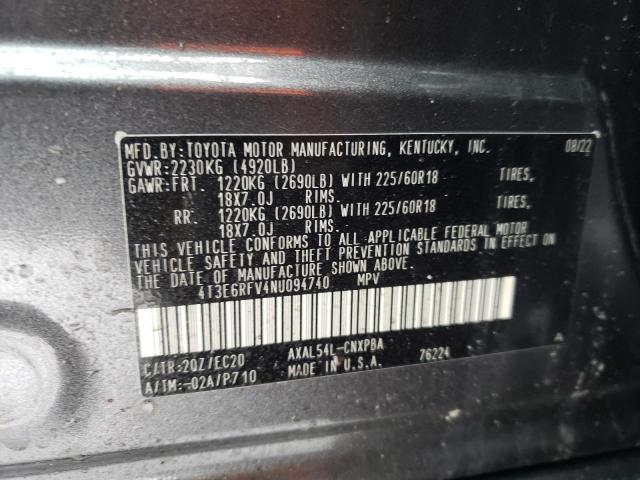 MFD.BY:TOYOTA MOTOR MANUFACTURING, KENTUCKY, INC. 08/22
GVWR:2230KG (4920LB)
GAWR:FRT. 1220KG (2690LB) WITH 225/60R18 TIRES,
18X7.0J RIMS.
RR. 1220KG (2690LB) WITH 225/60R18 TIRES,
18X7.0J RIMS.
THIS VEHICLE CONFORMS TO ALL APPLICABLE FEDERAL MOTOR
VEHICLE SAFETY AND THEFT PREVENTION STANDARDS IN EFFECT ON
THE DATE OF MANUFACTURE SHOWN ABOVE.
4T3E6RFV4NU094740 MPV
C/TR:2QZ/EC20 AXAL54L-CNXPBA
A/TM:-02A/P710 MADE IN U.S.A. 76224